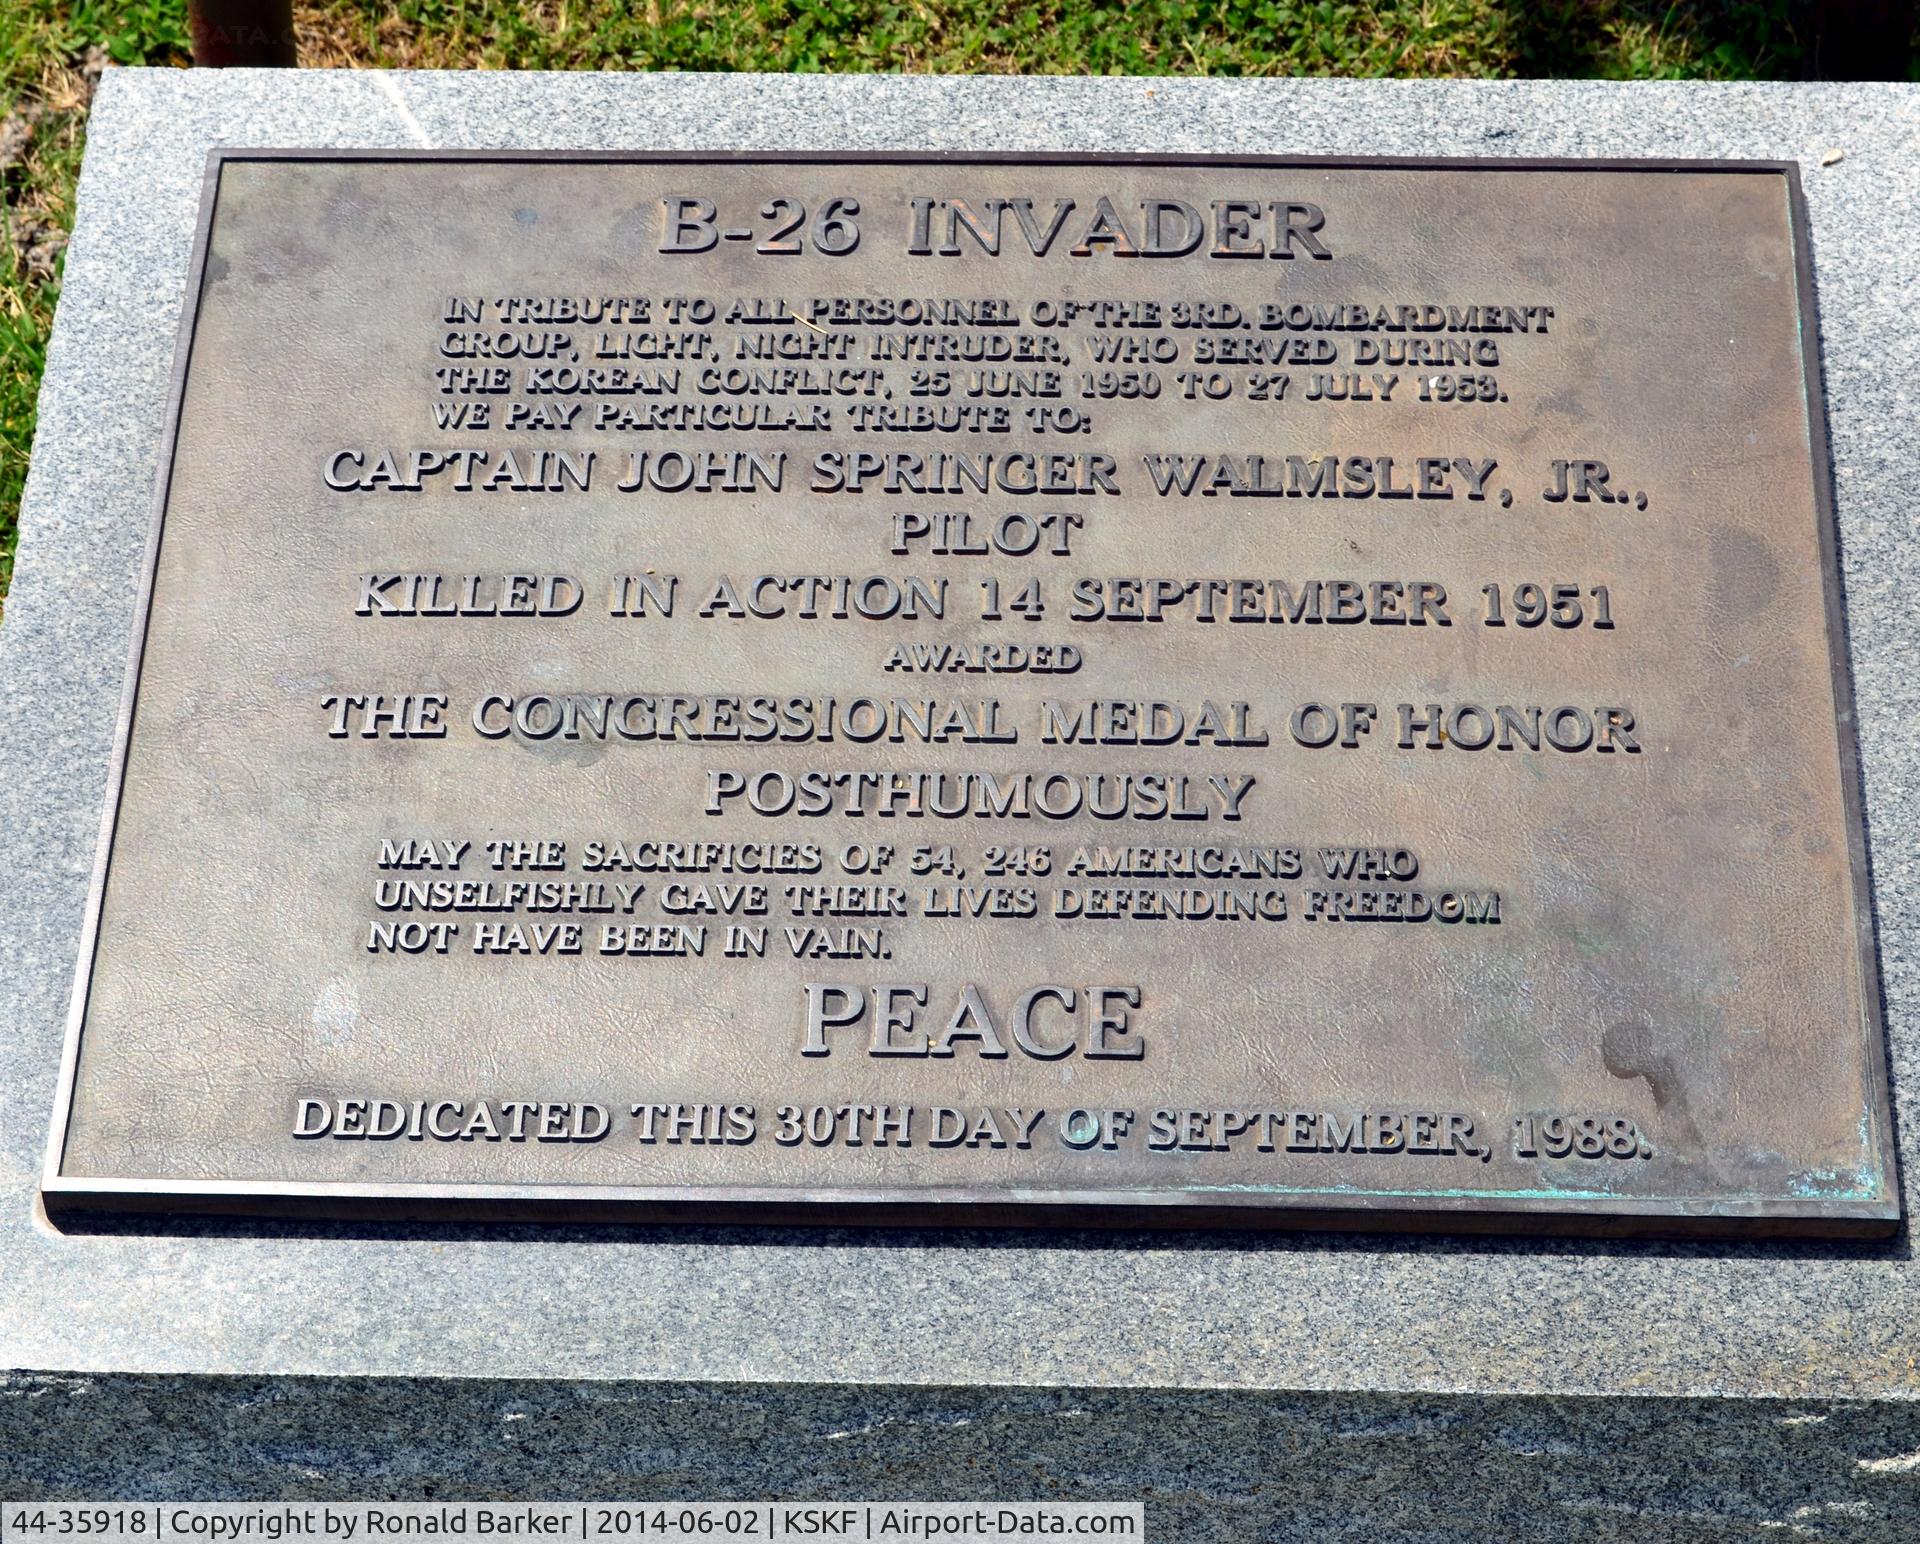 B-26 INVADER
IN TRIBUTE TO ALL PERSONNEL OF THE 3RD. BOMBARDMENT
GROUP, LIGHT, NIGHT INTRUDER, WHO SERVED DURING
THE KOREAN CONFLICT, 25 JUNE 1950 TO 27 JULY 1953.
WE PAY PARTICULAR TRIBUTE TO:
CAPTAIN JOHN SPRINGER WALMSLEY, JR.,
PILOT
KILLED IN ACTION 14 SEPTEMBER 1951
AWARDED
THE CONGRESSIONAL MEDAL OF HONOR
POSTHUMOUSLY
MAY THE SACRIFICIES OF 54, 246 AMERICANS WHO
UNSELFISHLY GAVE THEIR LIVES DEFENDING FREEDOM
NOT HAVE BEEN IN VAIN.
PEACE
DEDICATED THIS 30TH DAY OF SEPTEMBER, 1988.
44-35918 | Copyright by Ronald Barker | 2014-06-02 | KSKF | Airport-Data.com